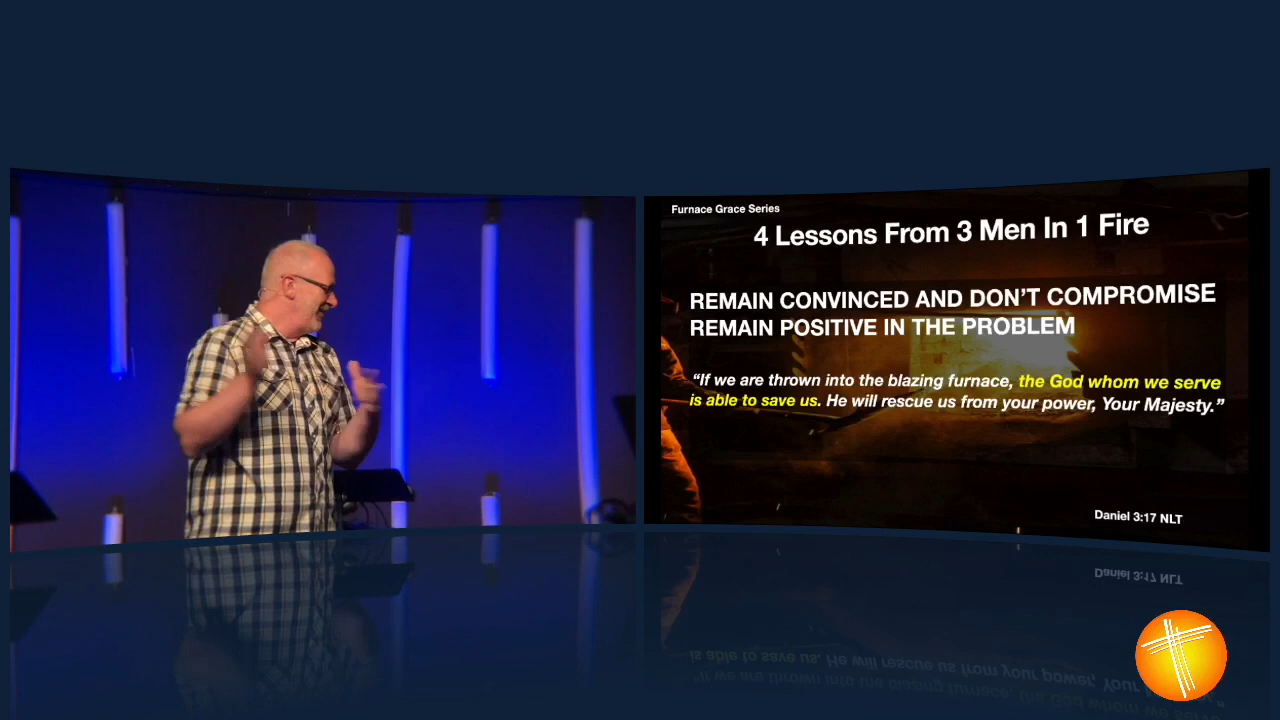 Furnace Grace Series
4 Lessons From 3 Men In 1 Fire
REMAIN CONVINCED AND DON'T COMPROMISE
REMAIN POSITIVE IN THE PROBLEM
“If we are thrown into the blazing furnace, the God whom we serve
is able to save us. He will rescue us from your power, Your Majesty.”
Daniel 3:17 NLT